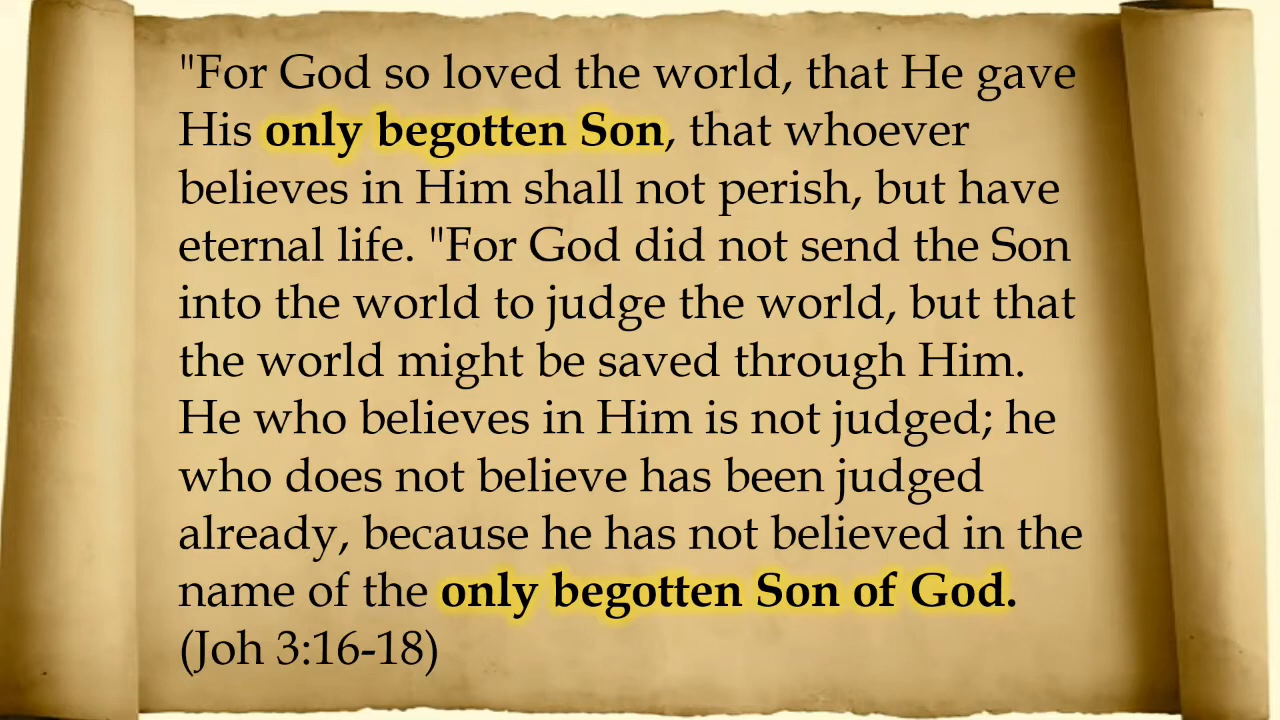 "For God so loved the world, that He gave
His only begotten Son, that whoever
believes in Him shall not perish, but have
eternal life. "For God did not send the Son
into the world to judge the world, but that
the world might be saved through Him.
He who believes in Him is not judged; he
who does not believe has been judged
already, because he has not believed in the
name of the only begotten Son of God.
(Joh 3:16-18)